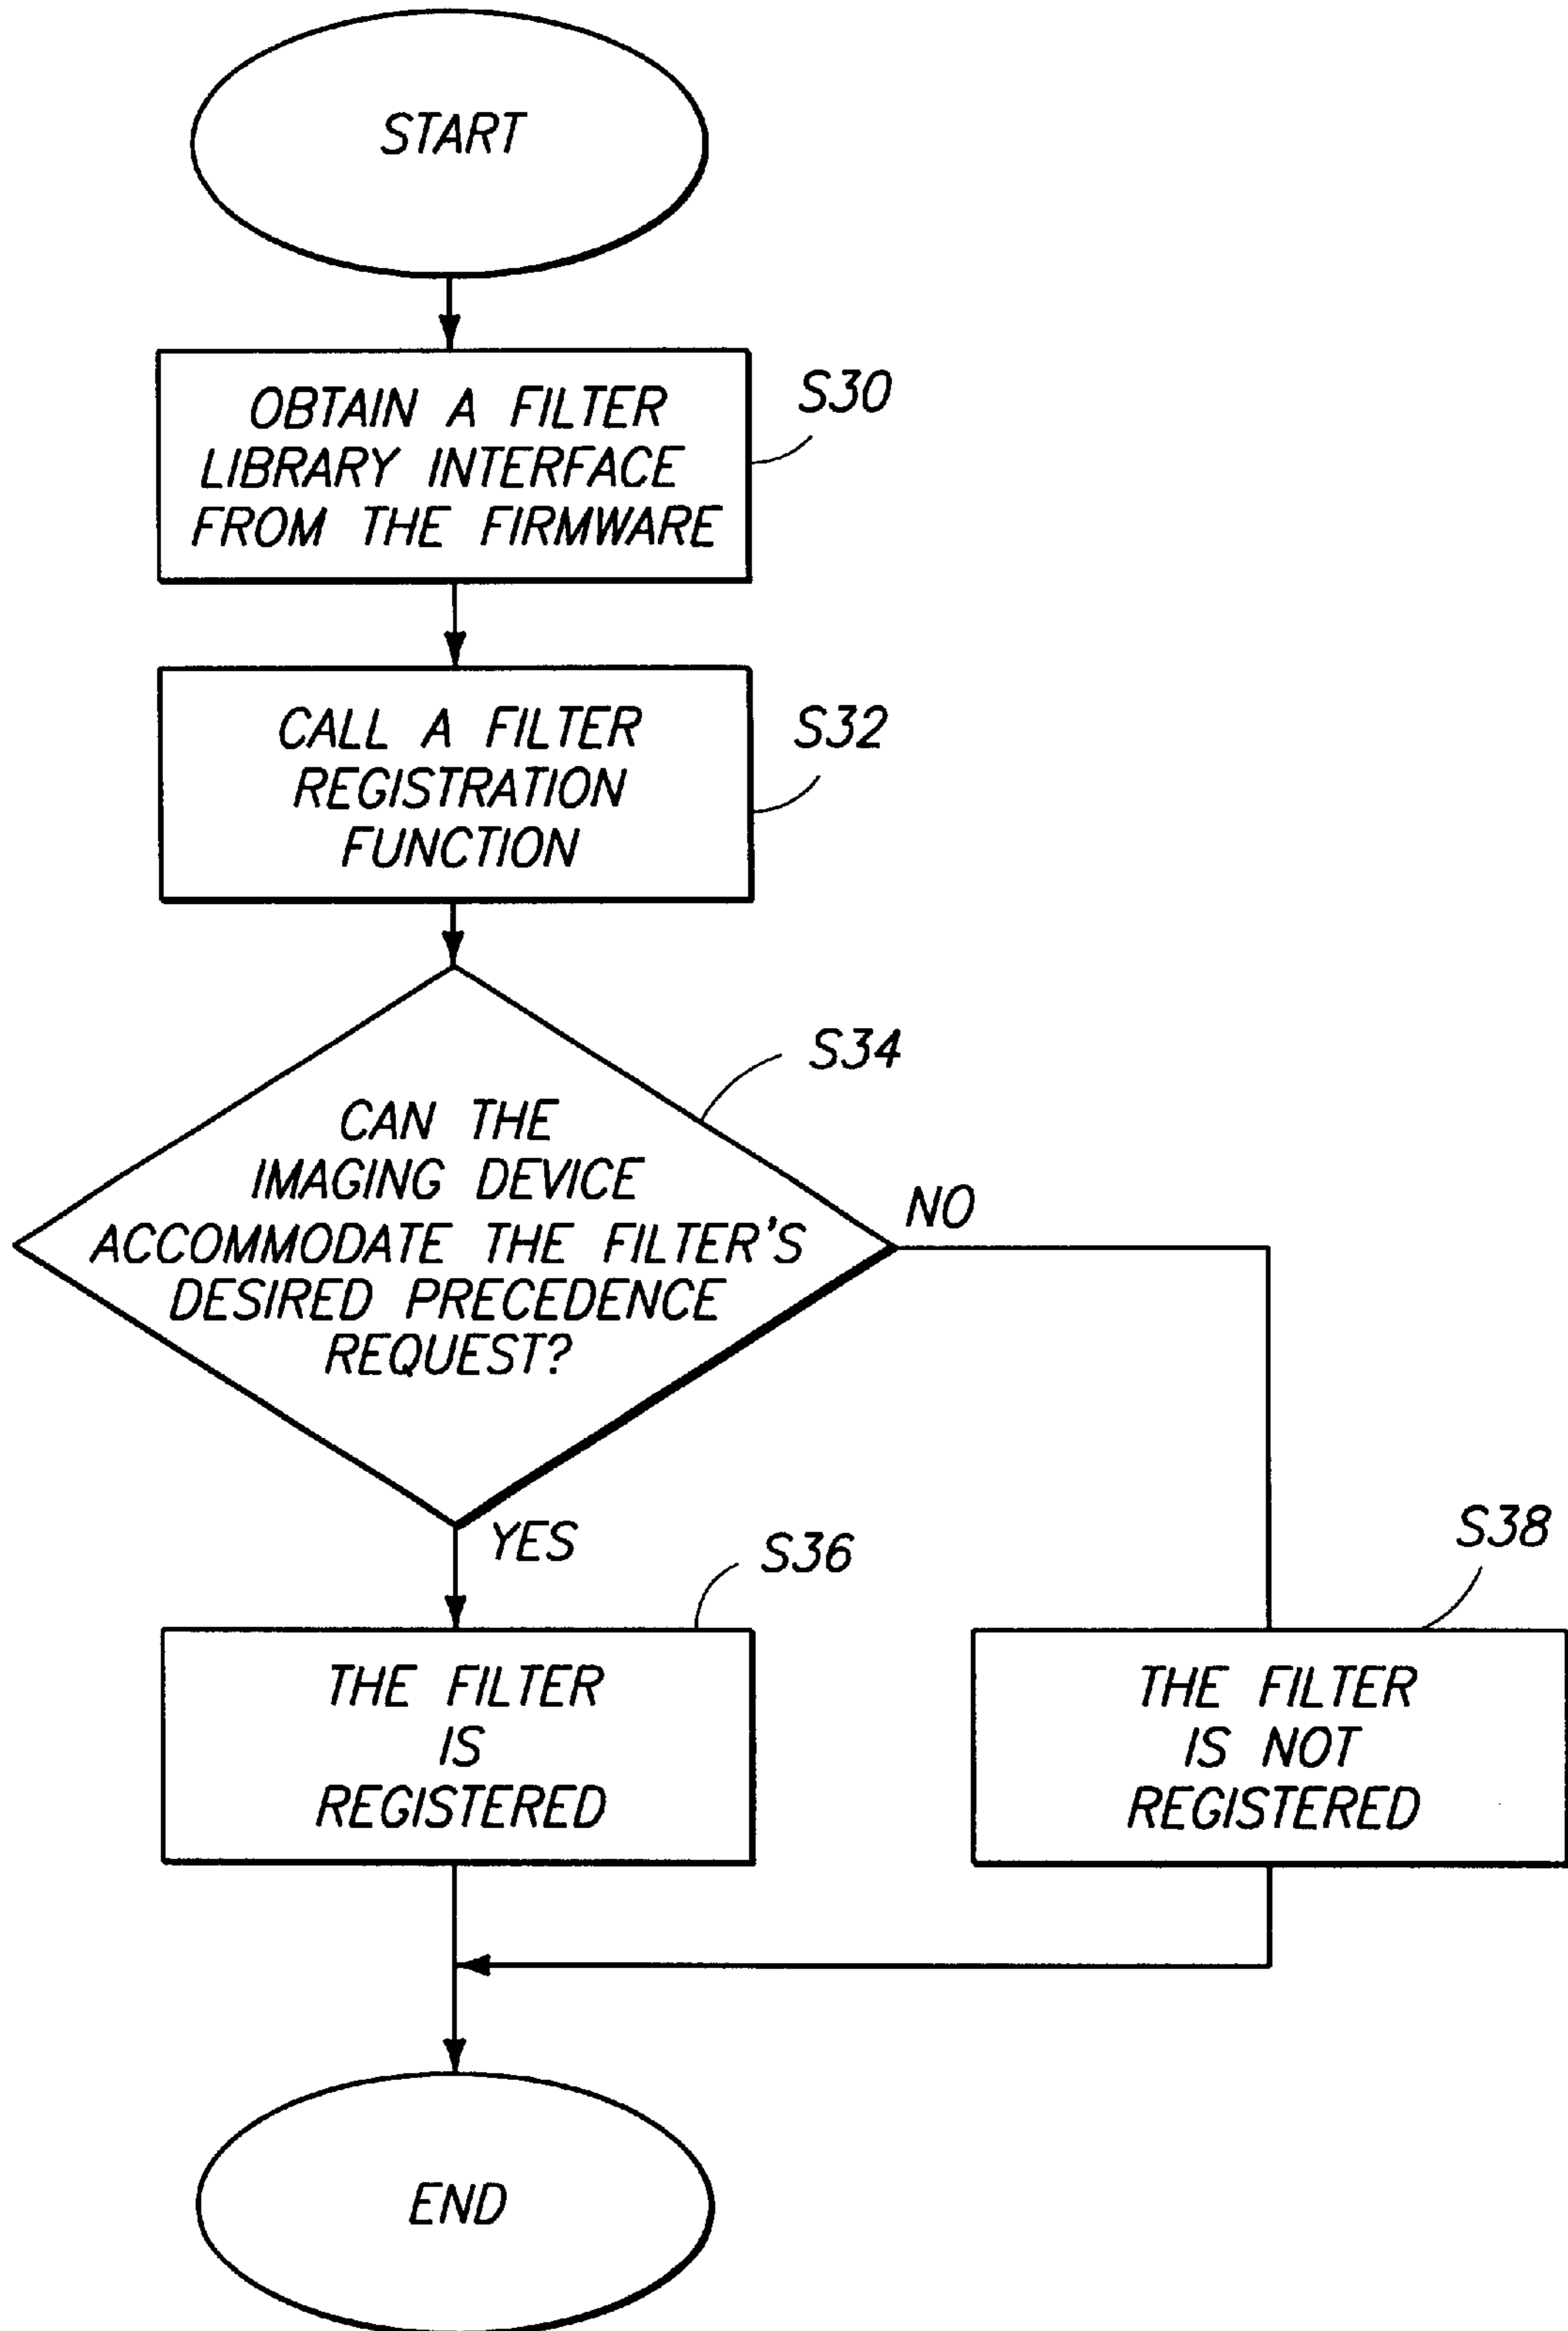 START
OBTAIN A FILTER
LIBRARY INTERFACE
FROM THE FIRMWARE
S30
CALL A FILTER
REGISTRATION
FUNCTION
S32
CAN THE
IMAGING DEVICE
ACCOMMODATE THE FILTER'S
DESIRED PRECEDENCE
REQUEST?
S34
NO
YES
S36
THE FILTER
IS
REGISTERED
S38
THE FILTER
IS NOT
REGISTERED
END